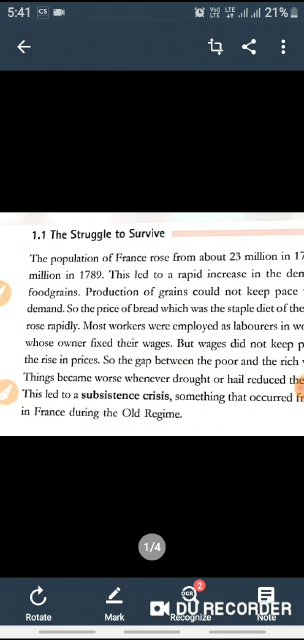 5:41 CS VoD LTE LTE 21%
1.1 The Struggle to Survive
The population of France rose from about 23 million in 17
million in 1789. This led to a rapid increase in the den
foodgrains. Production of grains could not keep pace
demand. So the price of bread which was the staple diet of the
rose rapidly. Most workers were employed as labourers in wo
whose owner fixed their wages. But wages did not keep p
the rise in prices. So the gap between the poor and the rich
Things became worse whenever drought or hail reduced the
This led to a subsistence crisis, something that occurred fr
in France during the Old Regime.
1/4
OCR 2
Rotate Mark Recognize Note
DU RECORDER